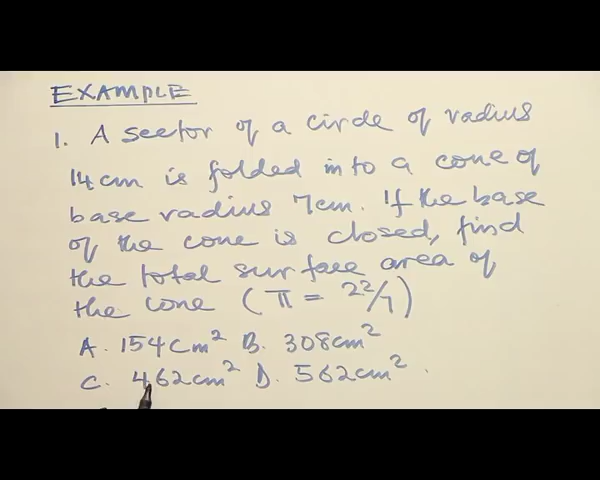 EXAMPLE
1. A sector of a circle of radius
14cm is folded into a cone of
base radius 7cm. If the base
of the cone is closed, find
the total surface area of
the cone (π = 22/7)
A. 154cm² B. 308cm²
C. 462cm² D. 562cm².